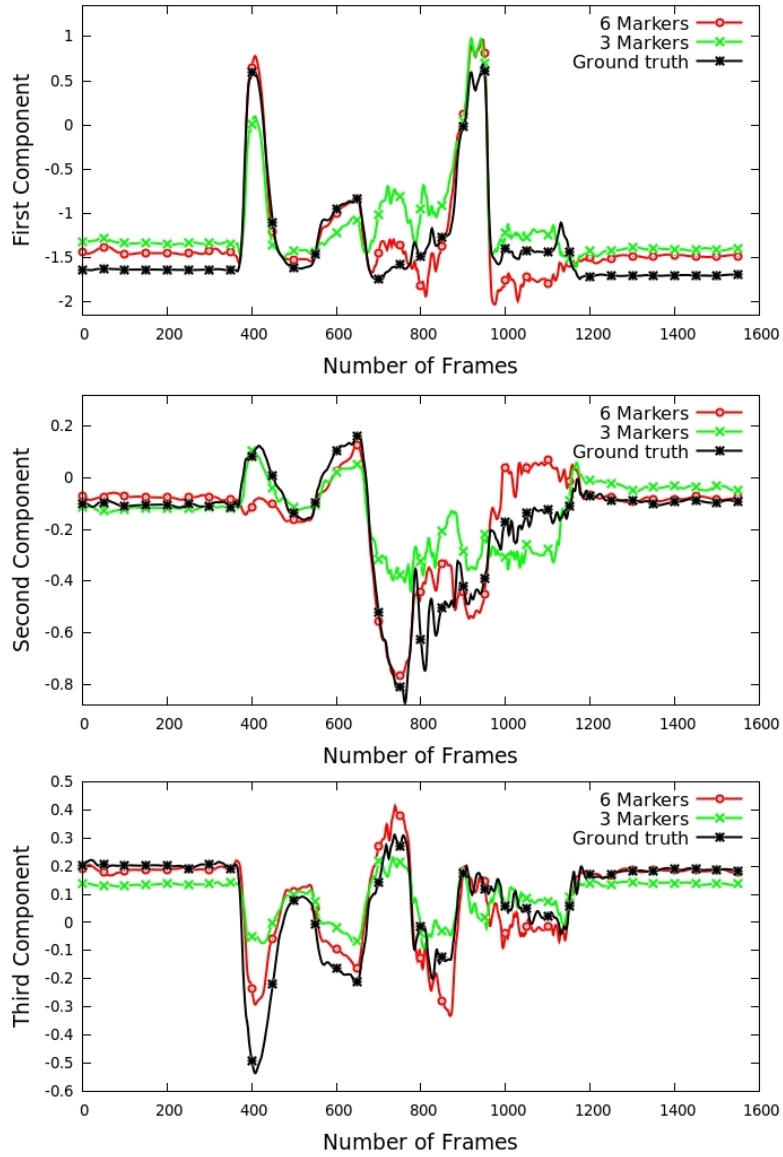 1
0.5
0
-0.5
-1
1.5
2
First Component
6 Markers
3 Markers
Ground truth
0 200 400 600 800 1000 1200 1400 1600
Number of Frames
0.2
0
-0.2
-0.4
-0.6
-0.8
Second Component
6 Markers
3 Markers
Ground truth
0 200 400 600 800 1000 1200 1400 1600
Number of Frames
0.5
0.4
0.3
0.2
0.1
0
-0.1
-0.2
-0.3
-0.4
-0.5
-0.6
Third Component
6 Markers
3 Markers
Ground truth
0 200 400 600 800 1000 1200 1400 1600
Number of Frames